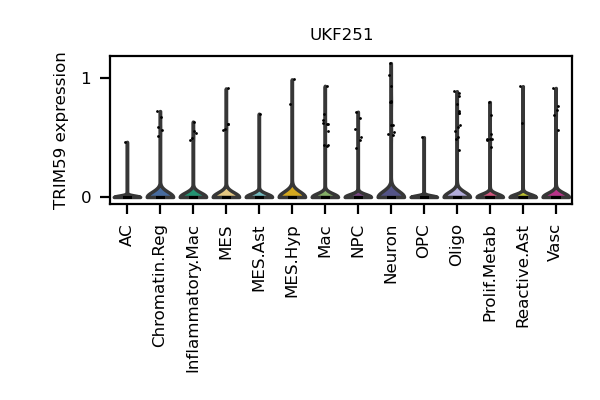 UKF251
TRIM59 expression
1
0
AC
Chromatin.Reg
Inflammatory.Mac
MES
MES.Ast
MES.Hyp
Mac
NPC
Neuron
OPC
Oligo
Prolif.Metab
Reactive.Ast
Vasc